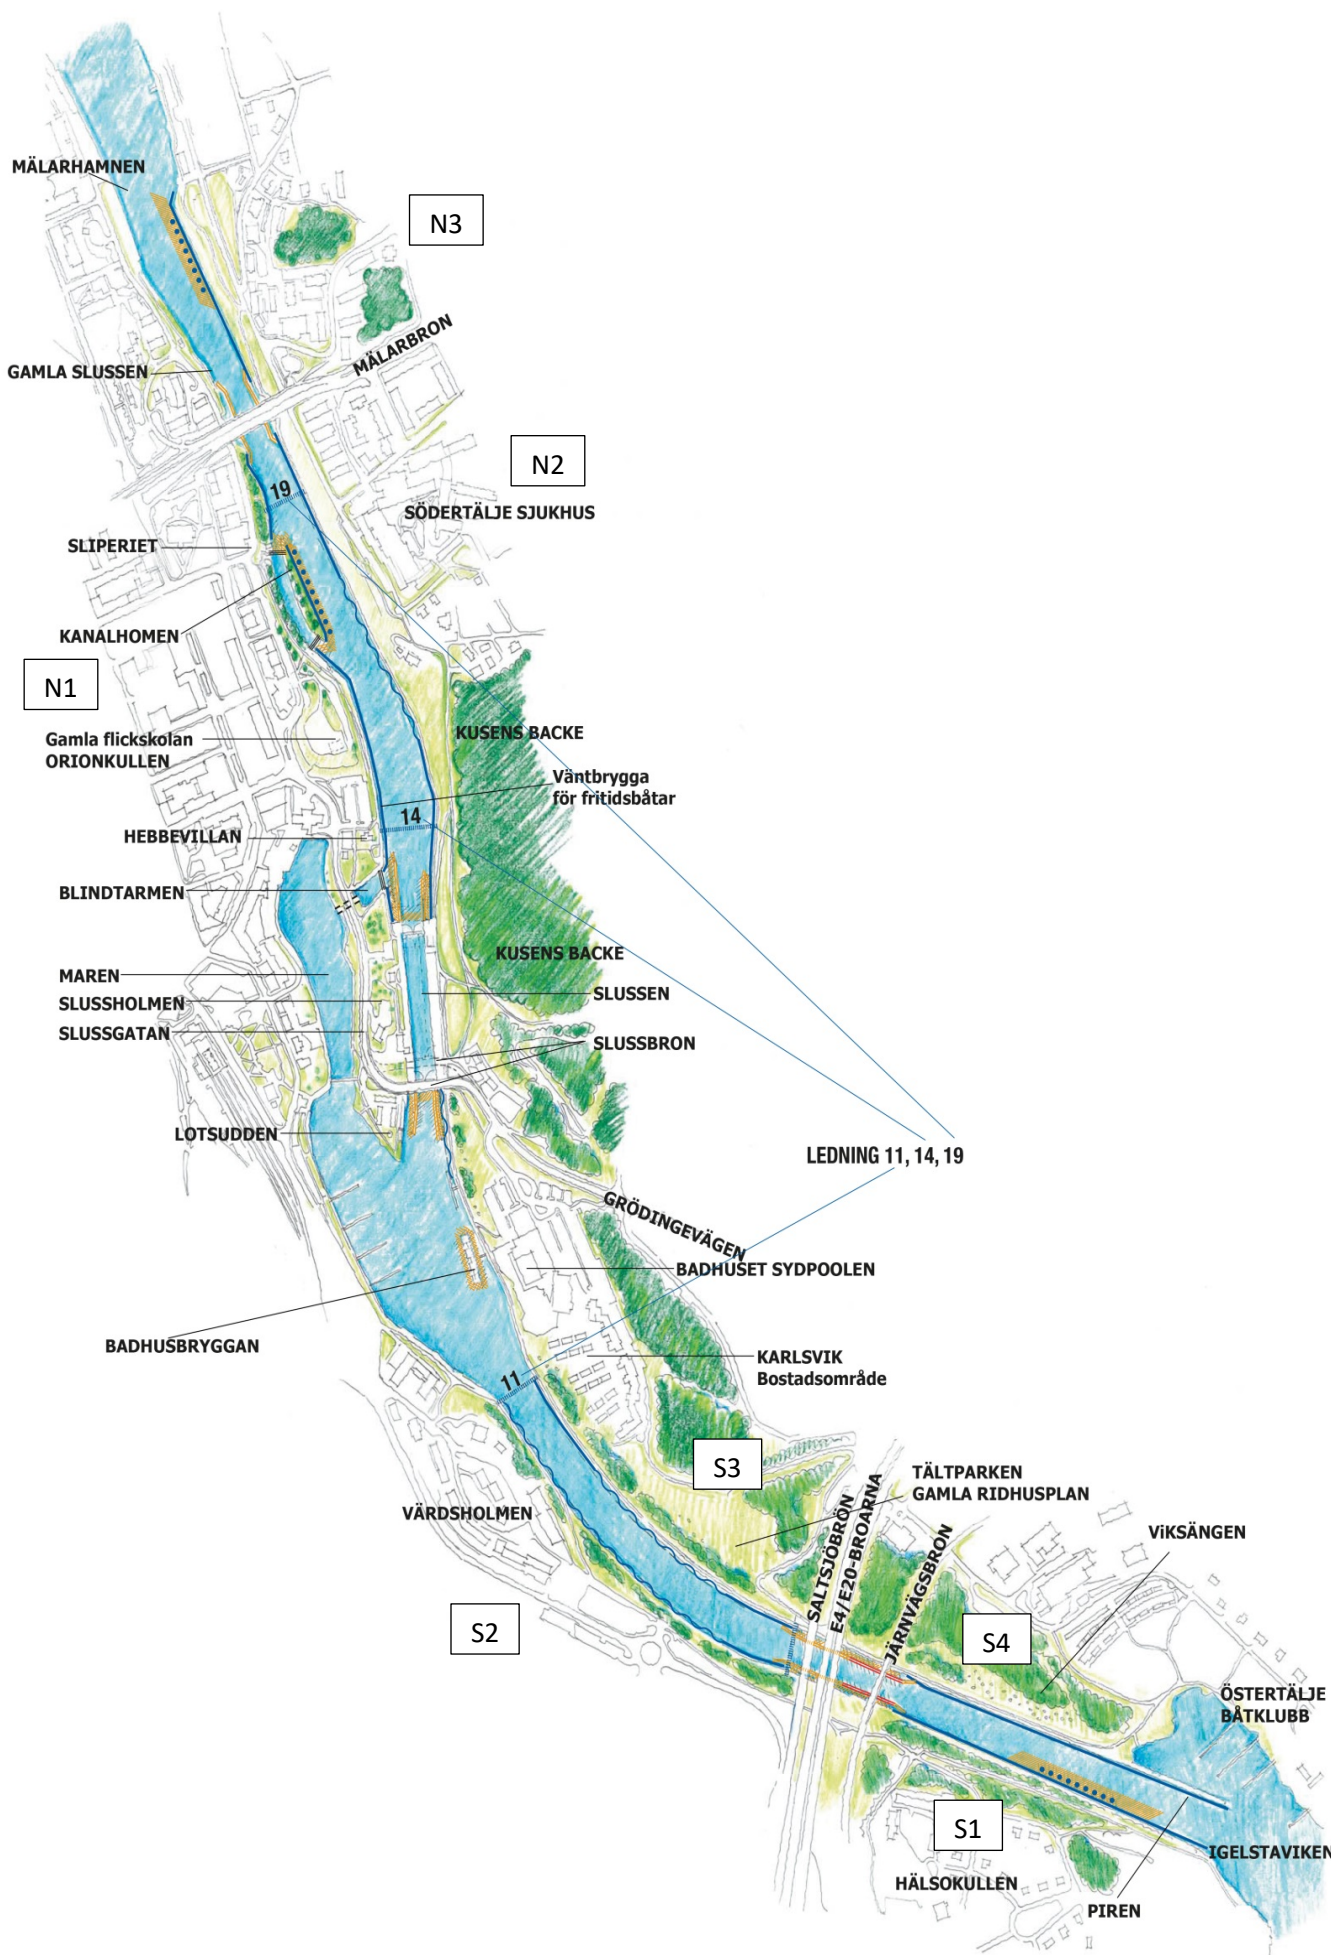 MÄLARHAMNEN
N3
MÄLARBRON
GAMLA SLUSSEN
N2
19
SÖDERTÄLJE SJUKHUS
SLIPERIET
KANALHOMEN
N1
KUSENS BACKE
Gamla flickskolan
ORIONKULLEN
Väntbrygga
för fritidsbåtar
14
HEBBEVILLAN
BLINDTARMEN
KUSENS BACKE
MAREN
SLUSSEN
SLUSSHOLMEN
SLUSSGATAN
SLUSSBRON
LOTSUDDEN
LEDNING 11, 14, 19
GRÖDINGEVÄGEN
BADHUSET SYDPOOLEN
BADHUSBRYGGAN
KARLSVIK
Bostadsområde
11
S3
TÄLTPARKEN
GAMLA RIDHUSPLAN
VÄRDSHOLMEN
SALTSJÖBRÖN
E4/E20-BROARNA
JÄRNVÄGSBRON
ViKSÄNGEN
S2
S4
ÖSTERTÄLJE
BÅTKLUBB
S1
IGELSTAVIKEN
HÄLSOKULLEN
PIREN